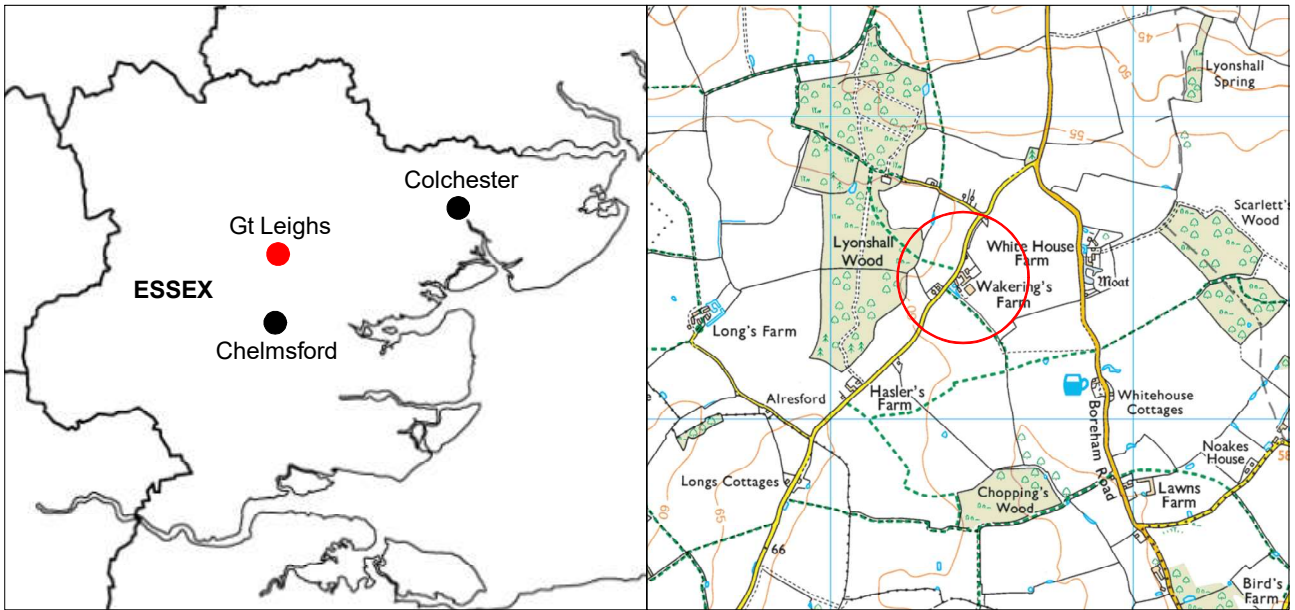 Colchester
Gt Leighs
ESSEX
Chelmsford
45
50
Lyonshall
Spring
55
Scarlett's
Wood
Lyonshall
Wood
White House
Farm
Moat
Wakering's
Farm
Long's Farm
Hasler's
Farm
Alresford
Whitehouse
Cottages
Boreham Road
Noakes
House
58
Longs Cottages
Chopping's
Wood
Lawns
Farm
60
65
66
Bird's
Farm